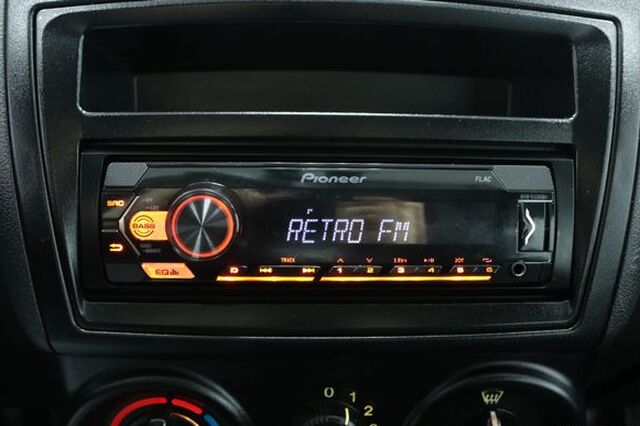 Pioneer
FLAC
SRC
BASS
RETRO FM
EQ
D TRACK
1 2 3 4 5 6
0 1 2